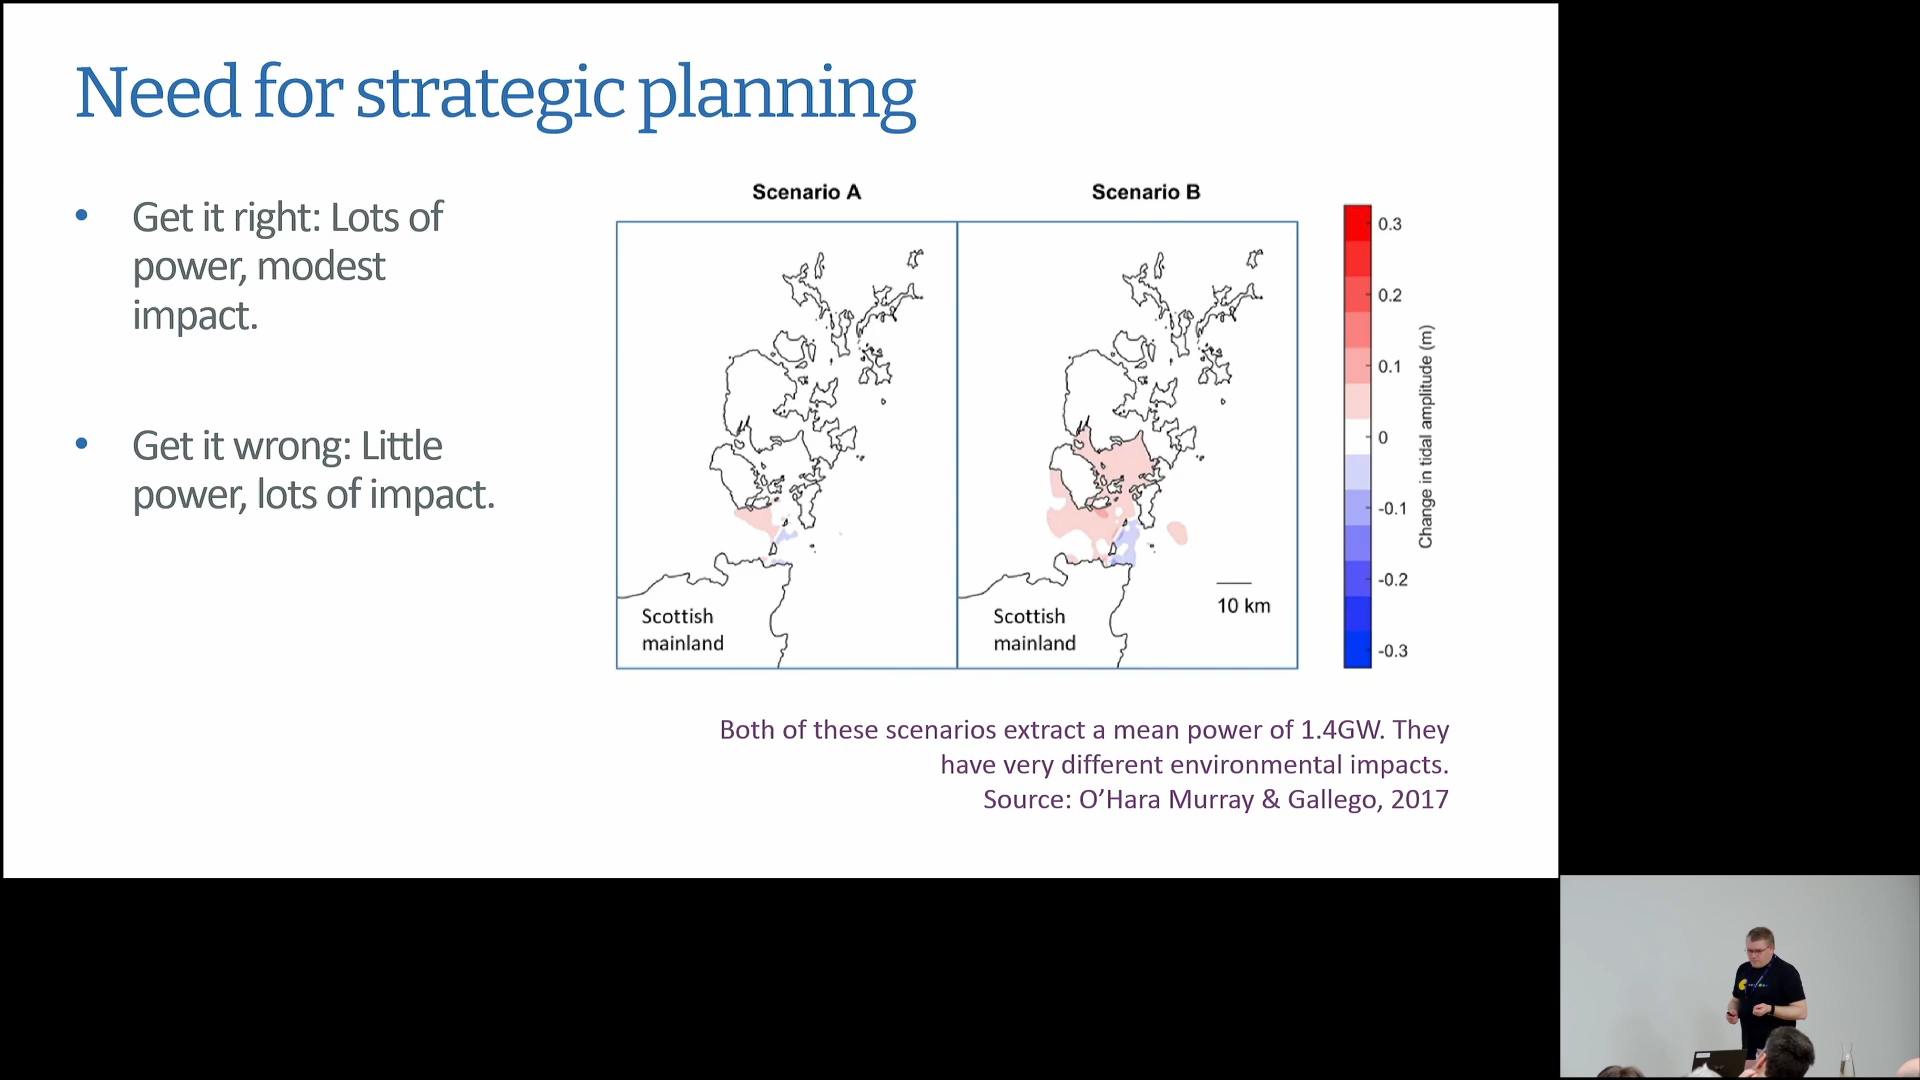 Need for strategic planning
• Get it right: Lots of
power, modest
impact.
• Get it wrong: Little
power, lots of impact.
Scenario A
Scenario B
Scottish
mainland
Scottish
mainland
10 km
0.3
0.2
0.1
0
-0.1
-0.2
-0.3
Change in tidal amplitude (m)
Both of these scenarios extract a mean power of 1.4GW. They
have very different environmental impacts.
Source: O’Hara Murray & Gallego, 2017